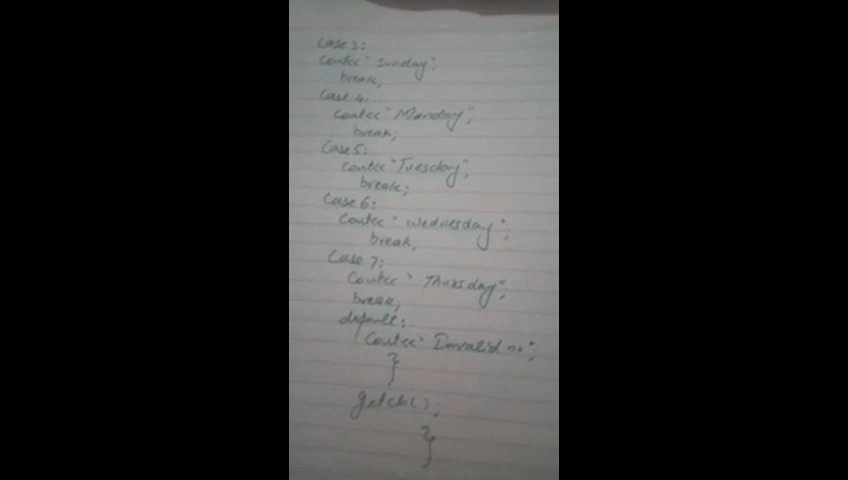 Case 3:
cout<<"Sunday";
break;
Case 4:
cout<<"Monday";
break;
Case 5:
cout<<"Tuesday";
break;
Case 6:
cout<<"Wednesday";
break;
Case 7:
cout<<"Thursday";
break;
default:
cout<<"Invalid no";
}
getch();
}